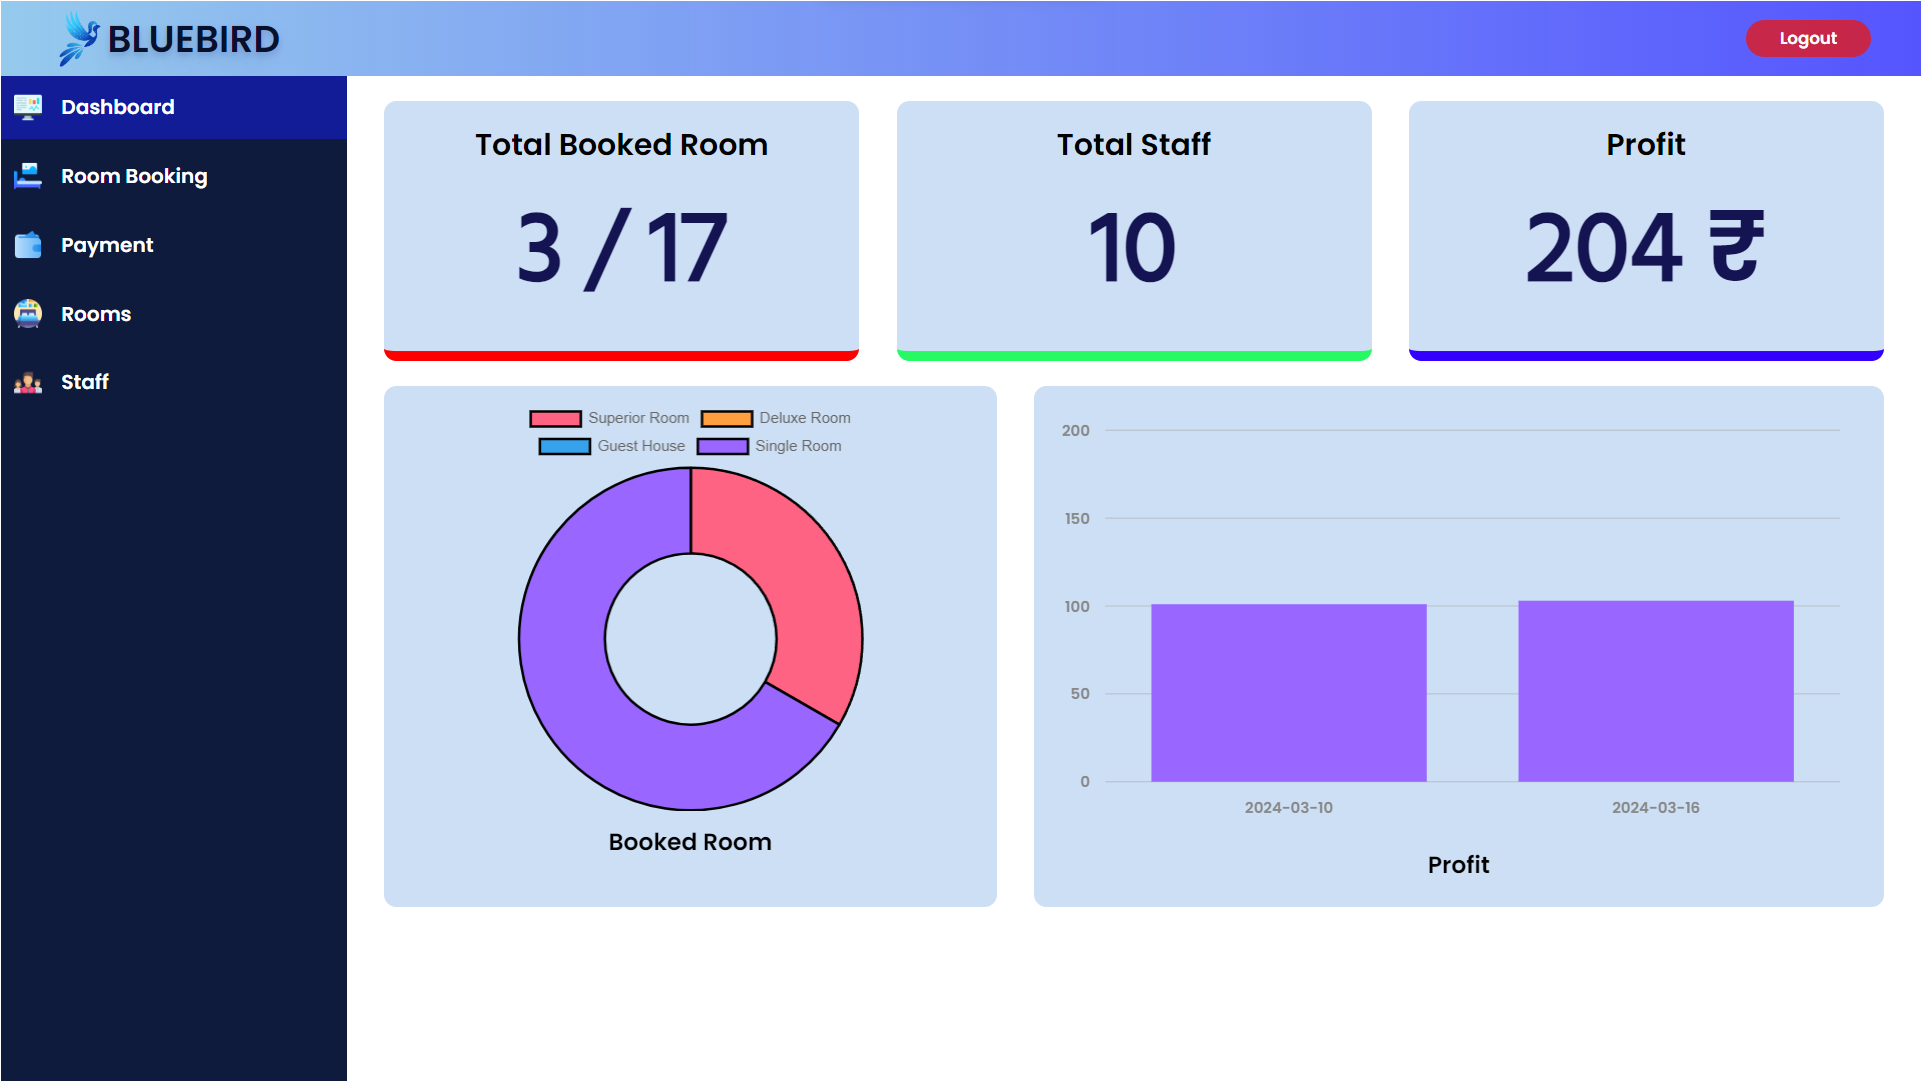 BLUEBIRD
Logout
Dashboard
Room Booking
Payment
Rooms
Staff
Total Booked Room
3 / 17
Total Staff
10
Profit
204 ₹
Superior Room
Deluxe Room
Guest House
Single Room
Booked Room
200
150
100
50
0
2024-03-10
2024-03-16
Profit